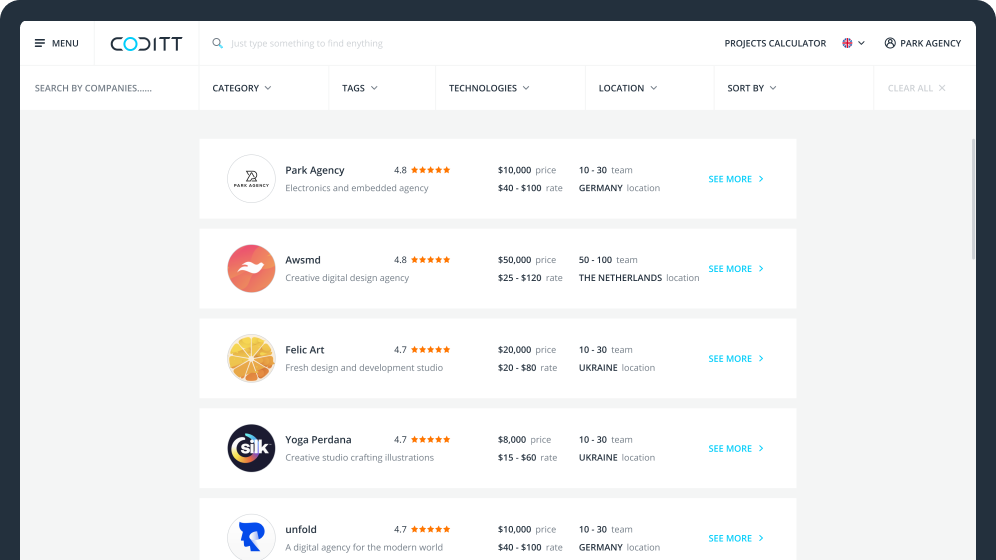 MENU
CODITT
Just type something to find enything
PROJECTS CALCULATOR
PARK AGENCY
SEARCH BY COMPANIES......
CATEGORY
TAGS
TECHNOLOGIES
LOCATION
SORT BY
CLEAR ALL
PARK AGENCY
Park Agency 4.8 $10,000 price 10 - 30 team
Electronics and embedded agency $40 - $100 rate GERMANY location
SEE MORE
Awsmd 4.8 $50,000 price 50 - 100 team
Creative digital design agency $25 - $120 rate THE NETHERLANDS location
SEE MORE
Felic Art 4.7 $20,000 price 10 - 30 team
Fresh design and development studio $20 - $80 rate UKRAINE location
SEE MORE
silk
Yoga Perdana 4.7 $8,000 price 10 - 30 team
Creative studio crafting illustrations $15 - $60 rate UKRAINE location
SEE MORE
unfold 4.7 $10,000 price 10 - 30 team
A digital agency for the modern world $40 - $100 rate GERMANY location
SEE MORE